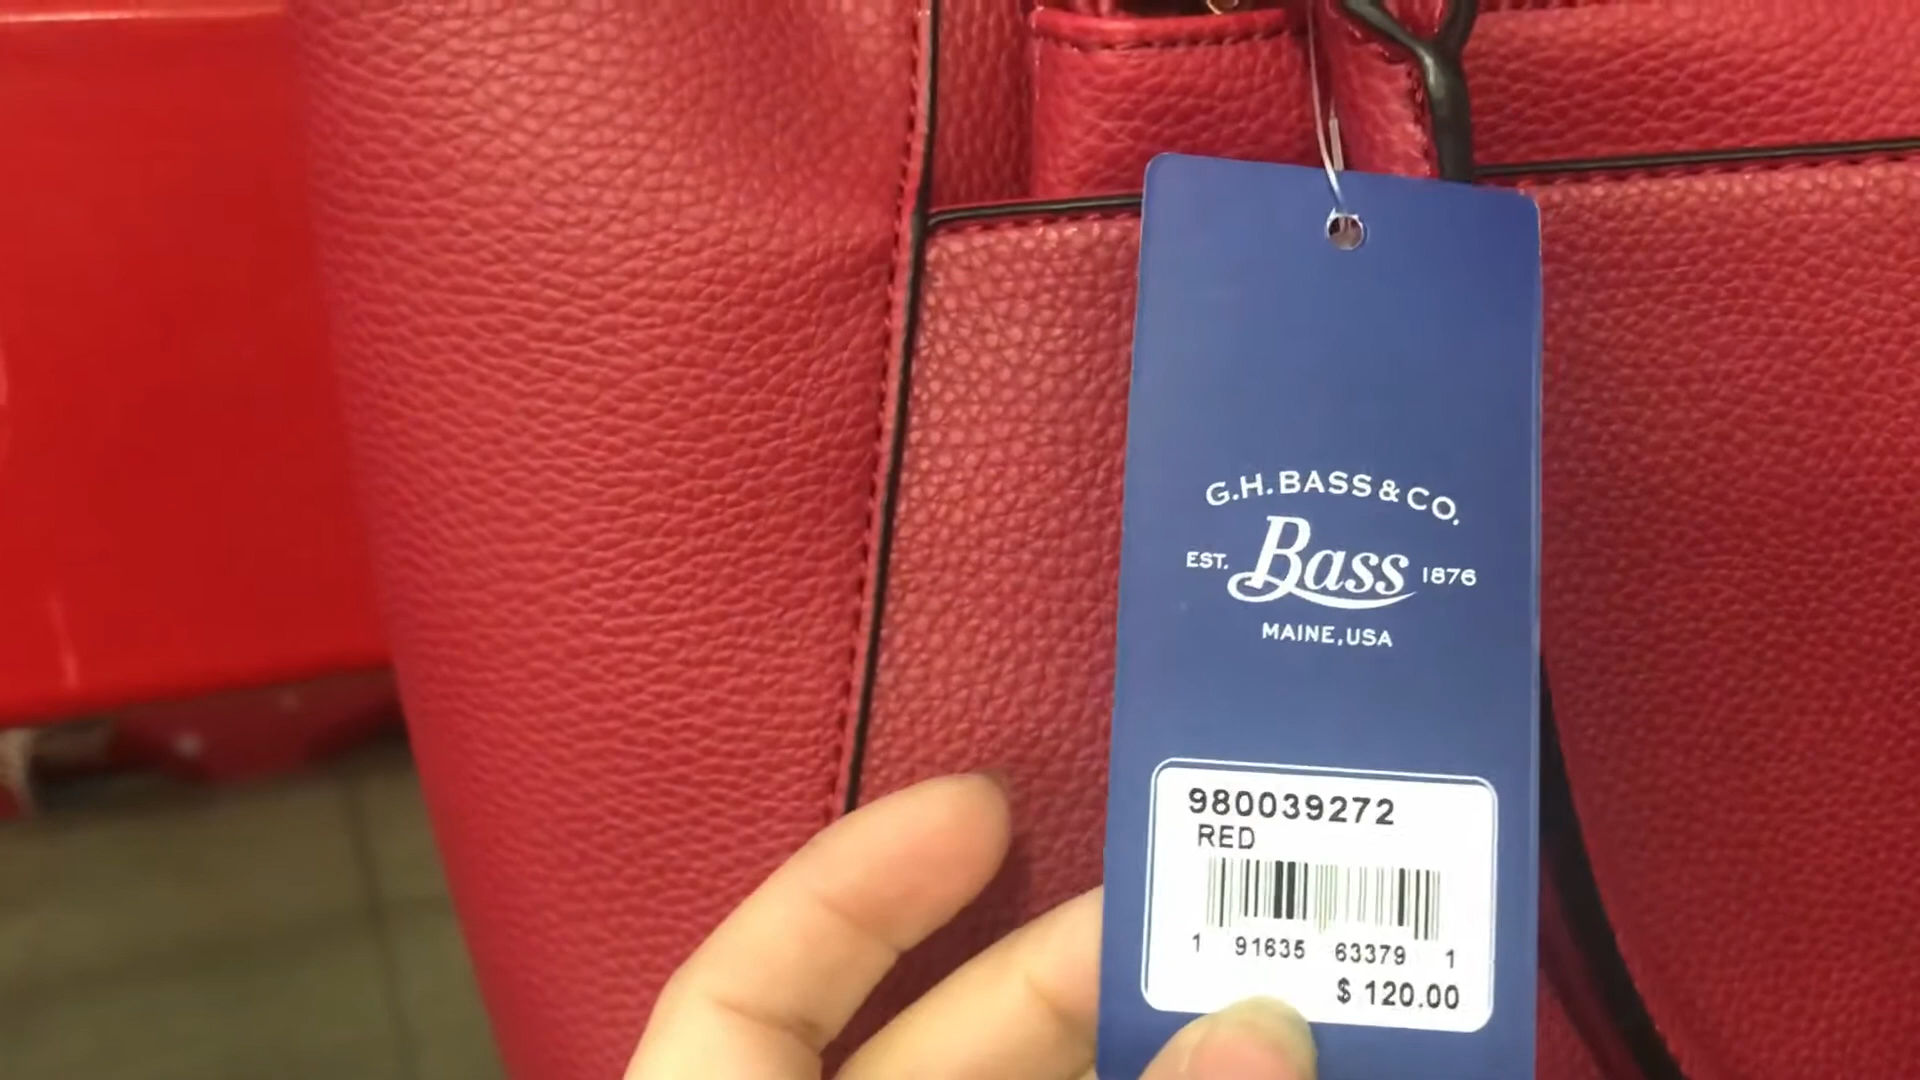 G.H. BASS & CO.
EST. Bass 1876
MAINE, USA
980039272
RED
1 91635 63379 1
$ 120.00